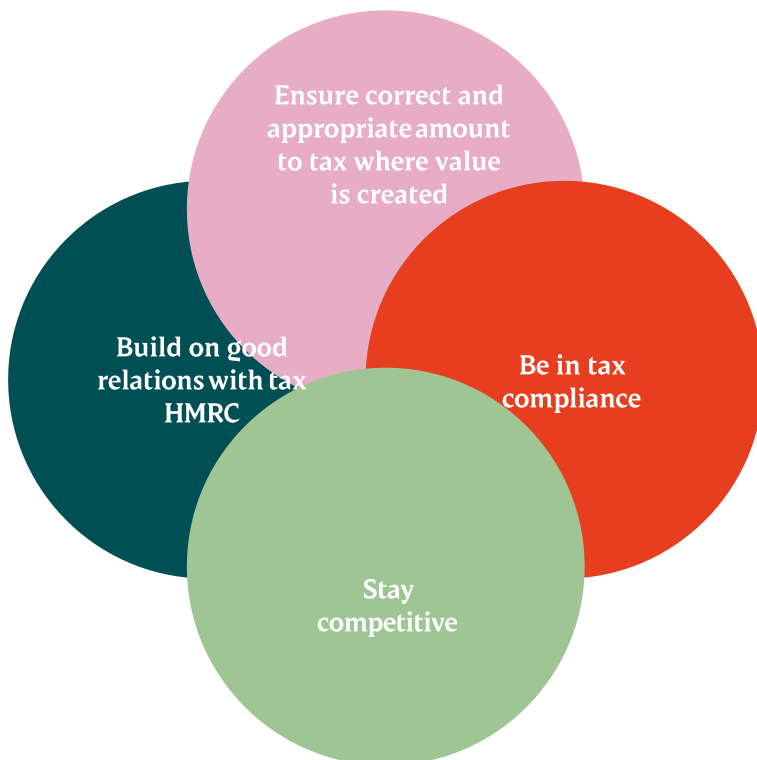 Ensure correct and
appropriate amount
to tax where value
is created
Build on good
relations with tax
HMRC
Be in tax
compliance
Stay
competitive